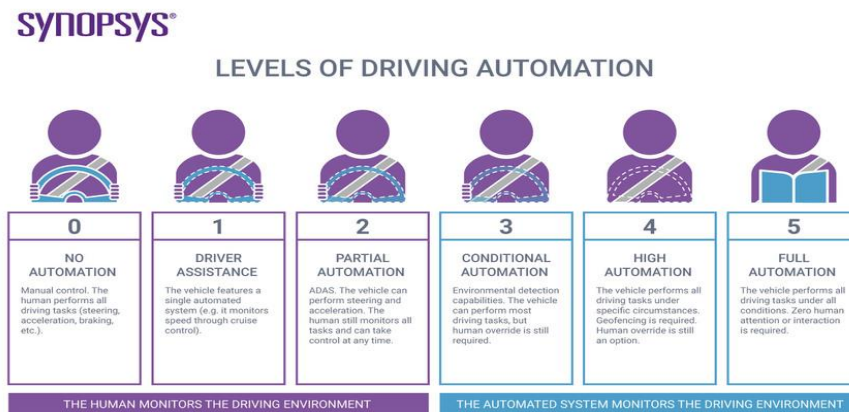 SYNOPSYS®
LEVELS OF DRIVING AUTOMATION
0
NO
AUTOMATION
Manual control. The
human performs all
driving tasks (steering,
acceleration, braking,
etc.).
1
DRIVER
ASSISTANCE
The vehicle features a
single automated
system (e.g. it monitors
speed through cruise
control).
2
PARTIAL
AUTOMATION
ADAS. The vehicle can
perform steering and
acceleration. The
human still monitors all
tasks and can take
control at any time.
3
CONDITIONAL
AUTOMATION
Environmental detection
capabilities. The vehicle
can perform most
driving tasks, but
human override is still
required.
4
HIGH
AUTOMATION
The vehicle performs all
driving tasks under
specific circumstances.
Geofencing is required.
Human override is still
an option.
5
FULL
AUTOMATION
The vehicle performs all
driving tasks under all
conditions. Zero human
attention or interaction
is required.
THE HUMAN MONITORS THE DRIVING ENVIRONMENT
THE AUTOMATED SYSTEM MONITORS THE DRIVING ENVIRONMENT